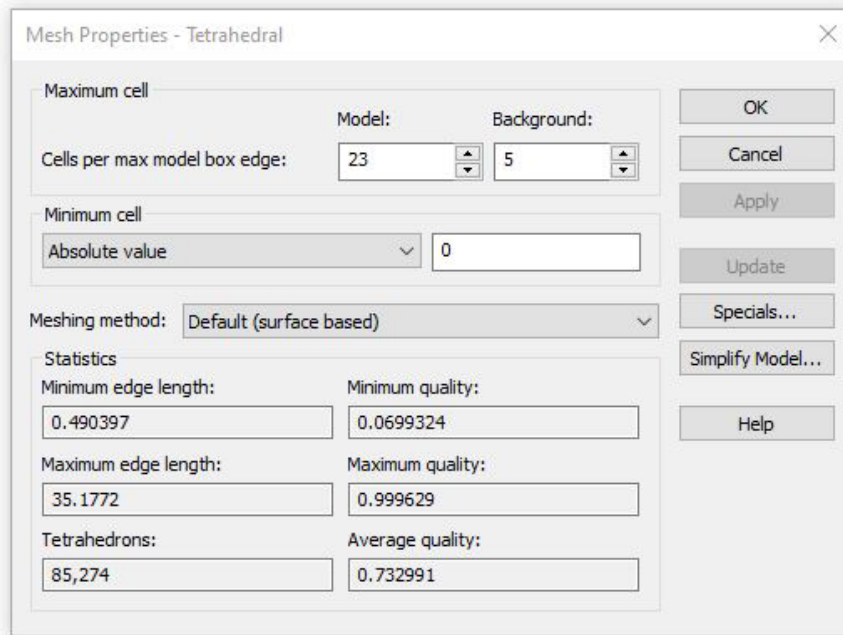 Mesh Properties - Tetrahedral
Maximum cell
Model: Background:
Cells per max model box edge: 23 5
Minimum cell
Absolute value 0
Meshing method: Default (surface based)
Statistics
Minimum edge length: Minimum quality:
0.490397 0.0699324
Maximum edge length: Maximum quality:
35.1772 0.999629
Tetrahedrons: Average quality:
85,274 0.732991
OK
Cancel
Apply
Update
Specials...
Simplify Model...
Help